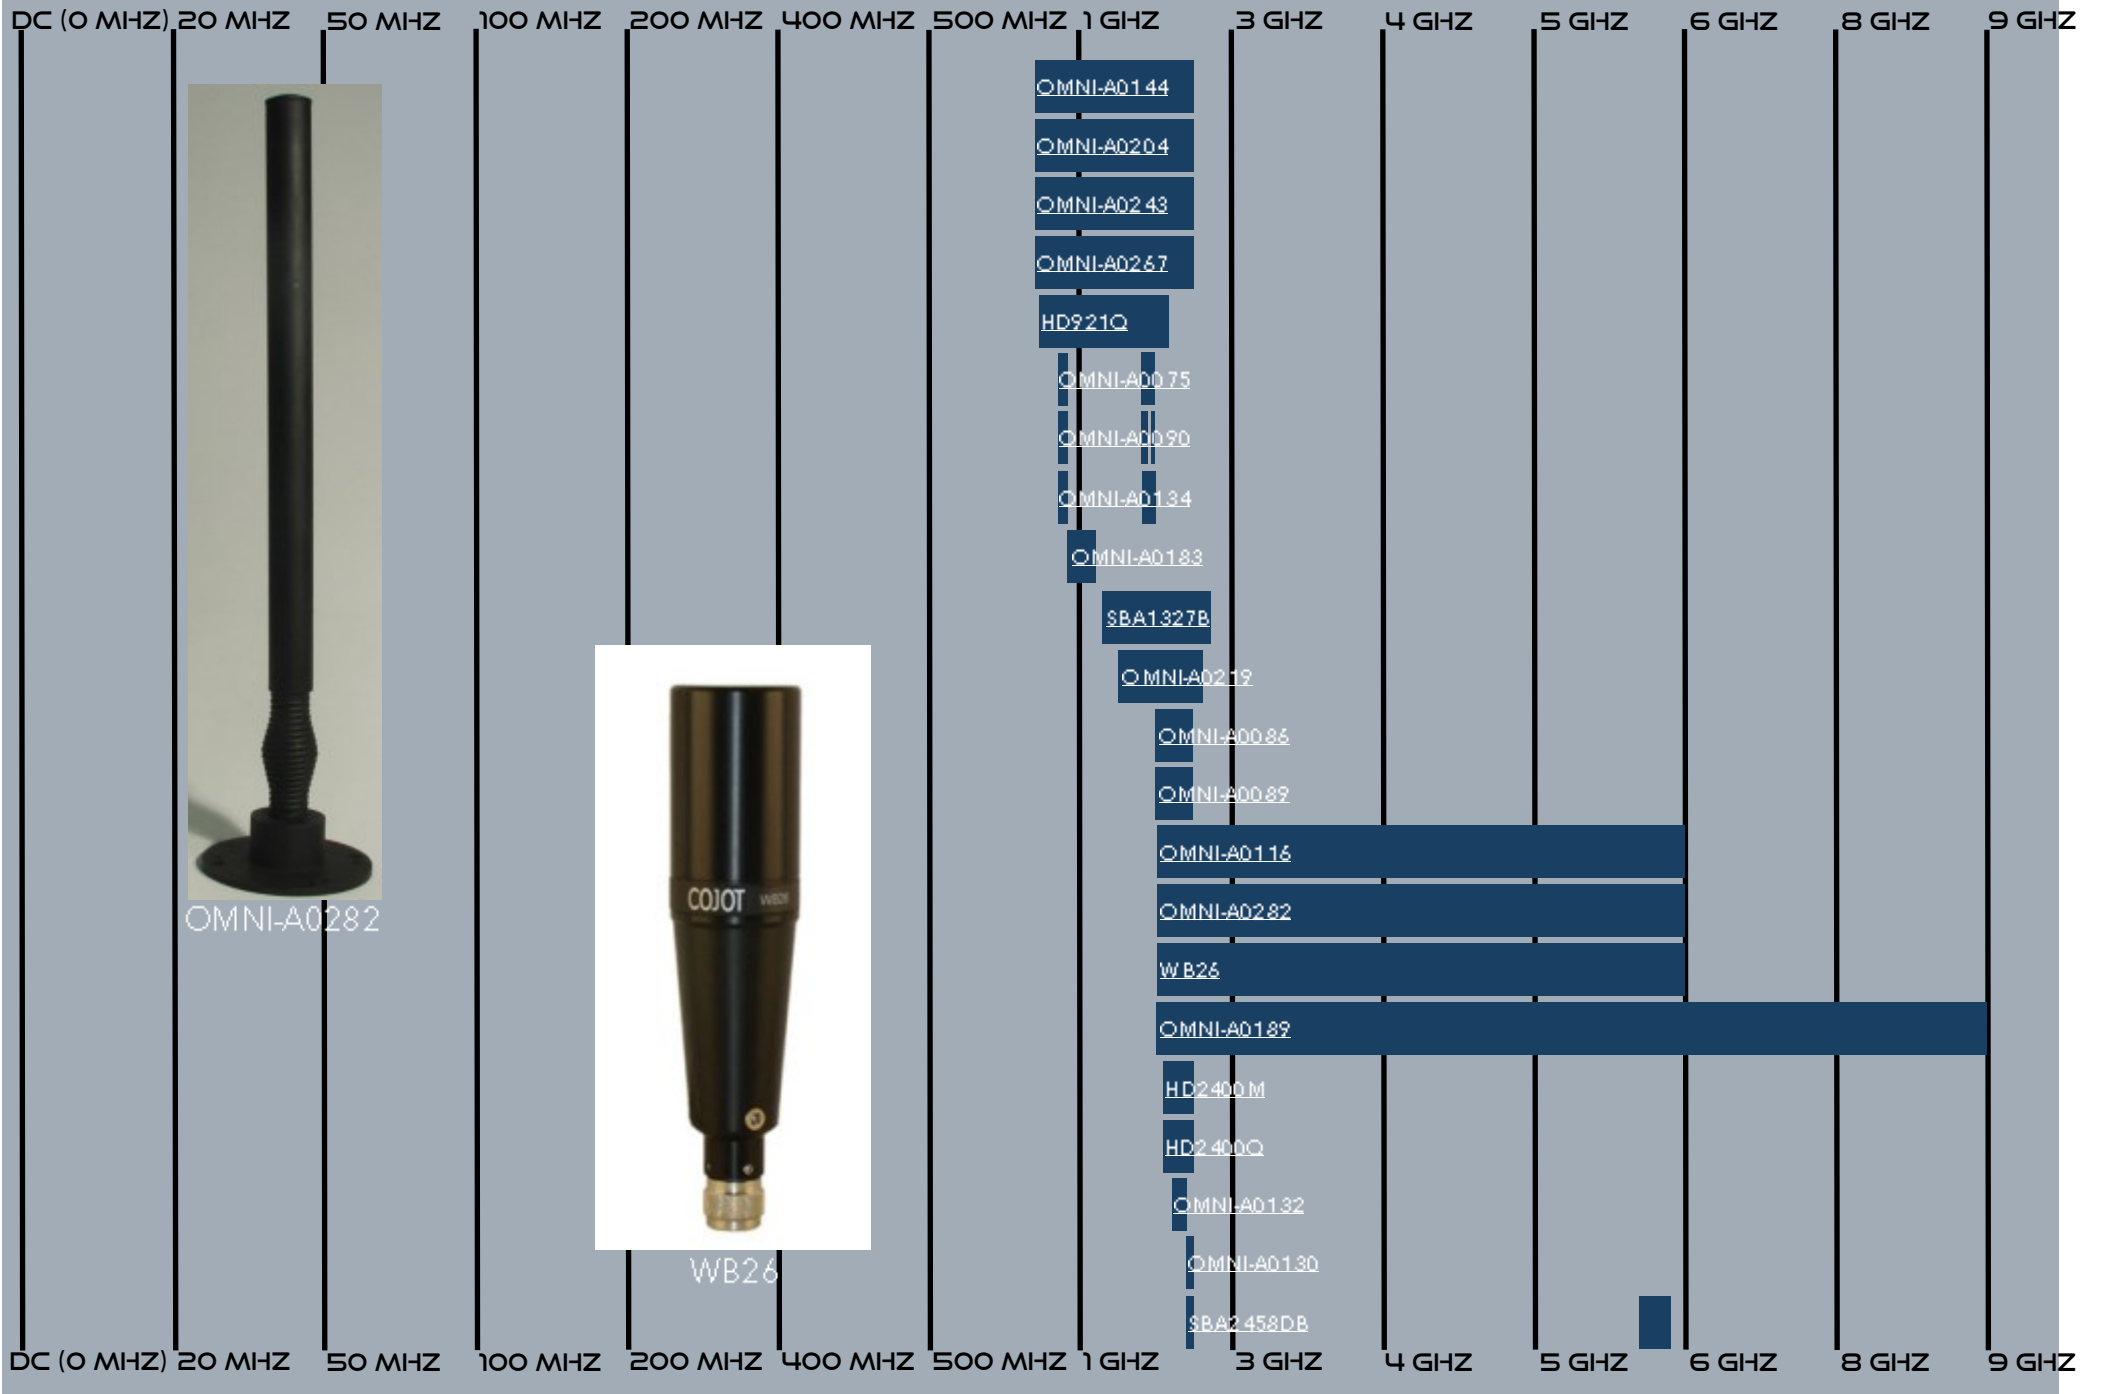 DC (0 MHZ) 20 MHZ 50 MHZ 100 MHZ 200 MHZ 400 MHZ 500 MHZ 1 GHZ 3 GHZ 4 GHZ 5 GHZ 6 GHZ 8 GHZ 9 GHZ
OMNI-A0144
OMNI-A0204
OMNI-A0243
OMNI-A0267
HD921Q
OMNI-A0075
OMNI-A0090
OMNI-A0134
OMNI-A0183
SBA1327B
OMNI-A0219
OMNI-A0086
OMNI-A0089
OMNI-A0116
COJOT WB26
OMNI-A0282
OMNI-A0282
WB26
OMNI-A0189
HD2400M
HD2400Q
OMNI-A0132
OMNI-A0130
WB26
SBA2458DB
DC (0 MHZ) 20 MHZ 50 MHZ 100 MHZ 200 MHZ 400 MHZ 500 MHZ 1 GHZ 3 GHZ 4 GHZ 5 GHZ 6 GHZ 8 GHZ 9 GHZ